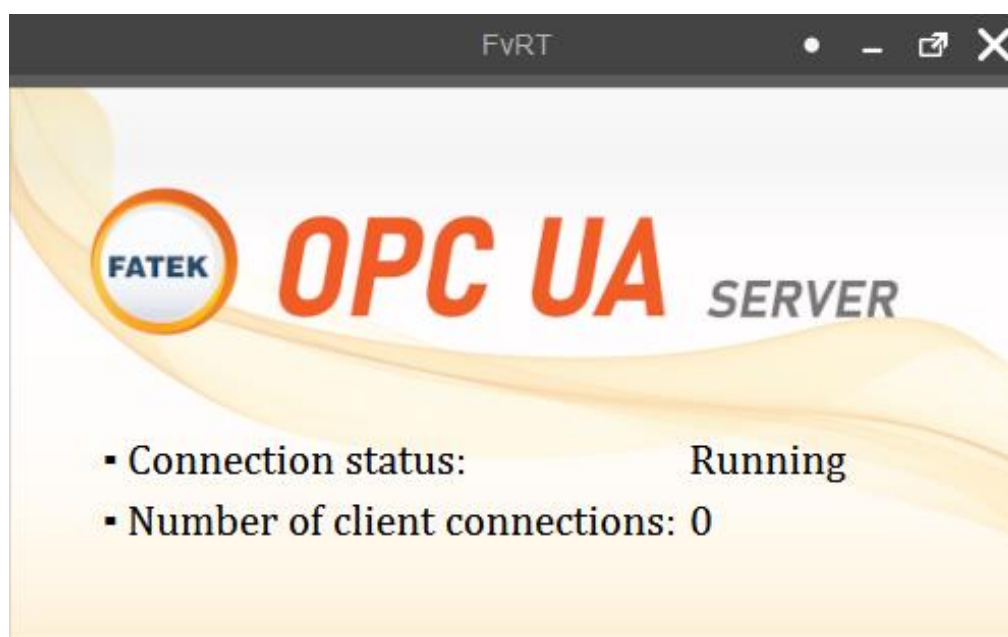 FvRT
FATEK
OPC UA SERVER
▪ Connection status: Running
▪ Number of client connections: 0